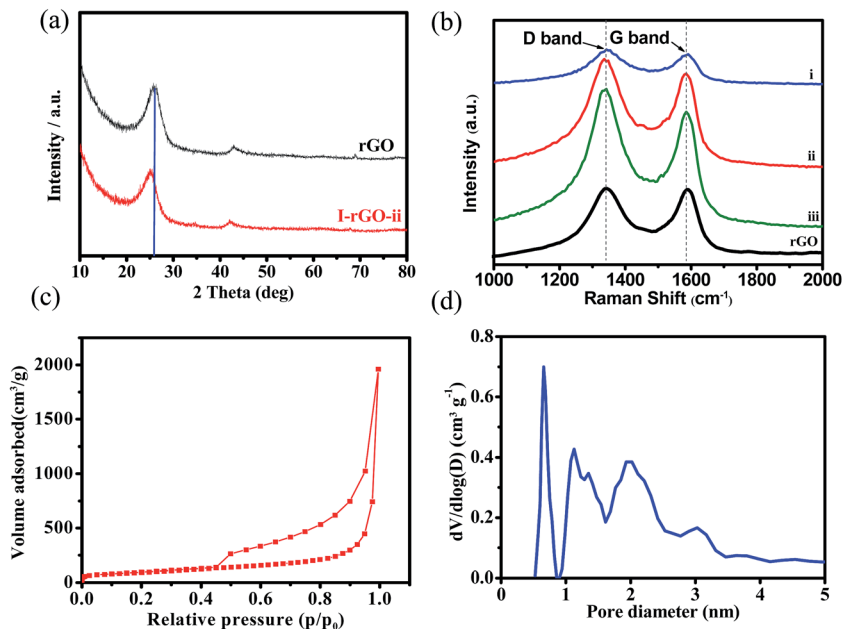 (a)
Intensity / a.u.
rGO
I-rGO-ii
10 20 30 40 50 60 70 80
2 Theta (deg)
(b)
Intensity (a.u.)
D band
G band
i
ii
iii
rGO
1000 1200 1400 1600 1800 2000
Raman Shift (cm⁻¹)
(c)
Volume adsorbed(cm³/g)
2000
1500
1000
500
0
0.0 0.2 0.4 0.6 0.8 1.0
Relative pressure (p/p₀)
(d)
dV/dlog(D) (cm³ g⁻¹)
0.8
0.6
0.4
0.2
0.0
0 1 2 3 4 5
Pore diameter (nm)